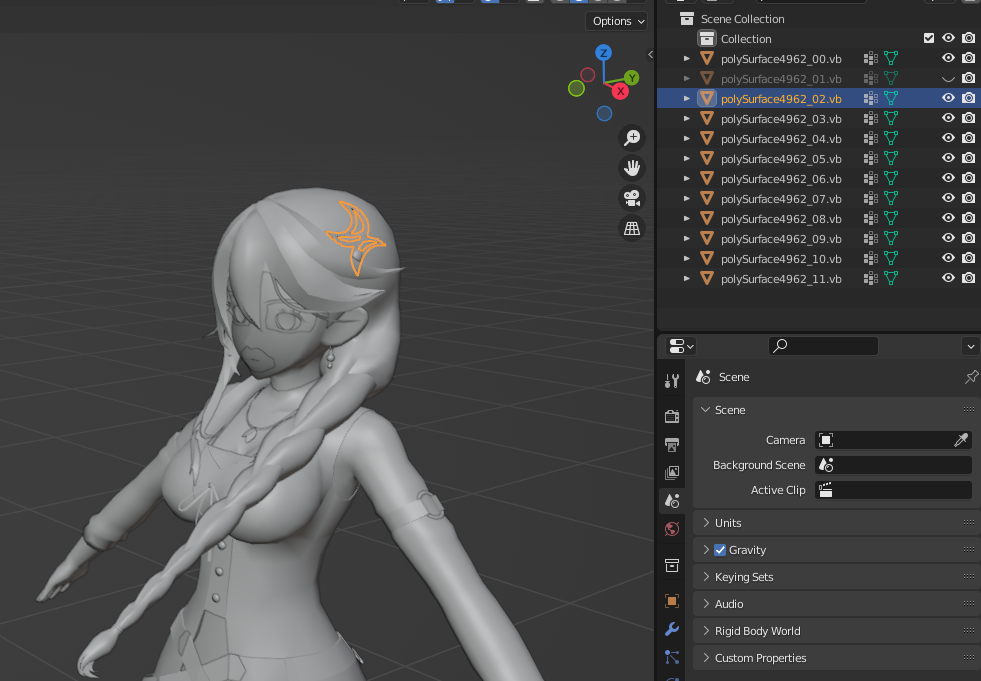 Options
Z
Y
X
Scene Collection
Collection
polySurface4962_00.vb
polySurface4962_01.vb
polySurface4962_02.vb
polySurface4962_03.vb
polySurface4962_04.vb
polySurface4962_05.vb
polySurface4962_06.vb
polySurface4962_07.vb
polySurface4962_08.vb
polySurface4962_09.vb
polySurface4962_10.vb
polySurface4962_11.vb
Scene
Scene
Camera
Background Scene
Active Clip
Units
Gravity
Keying Sets
Audio
Rigid Body World
Custom Properties